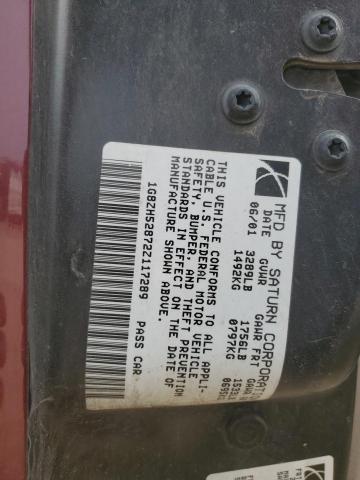 MFD BY SATURN CORPORATION
DATE GVWR GAWR FRT GAWR
06/01 3289LB 1756LB
1492KG 0797KG
THIS VEHICLE CONFORMS TO ALL APPLI-
CABLE U.S. FEDERAL MOTOR VEHICLE
SAFETY, BUMPER, AND THEFT PREVENTION
STANDARDS IN EFFECT ON THE DATE OF
MANUFACTURE SHOWN ABOVE.
1G8ZH52872Z117289 PASS CAR